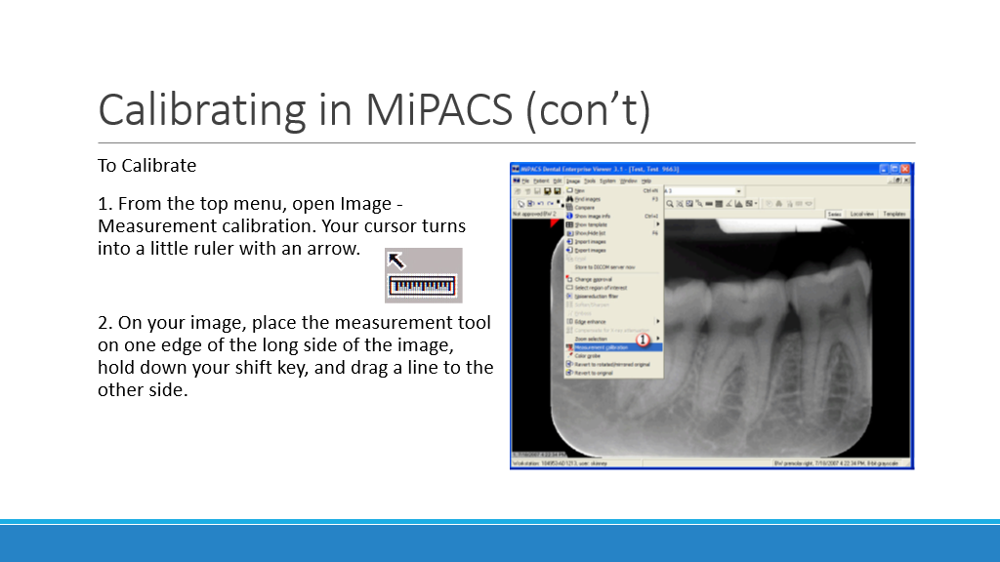 Calibrating in MiPACS (con’t)
To Calibrate
1. From the top menu, open Image -
Measurement calibration. Your cursor turns
into a little ruler with an arrow.
2. On your image, place the measurement tool
on one edge of the long side of the image,
hold down your shift key, and drag a line to the
other side.
MiPACS Dental Enterprise Viewer 3.1 - [Test, Test 9663]
File Patient Edit Image Tools System Window Help
New
Find images
Compare
Show image info
Show template
Show/hide list
Import images
Export images
Store to DICOM server now
Change approval
Select region of interest
Noise reduction filter
Edge enhance
Zoom selection
1
Measurement calibration
Color probe
Revert to rotated/mirrored original
Revert to original
Series Local view Templates